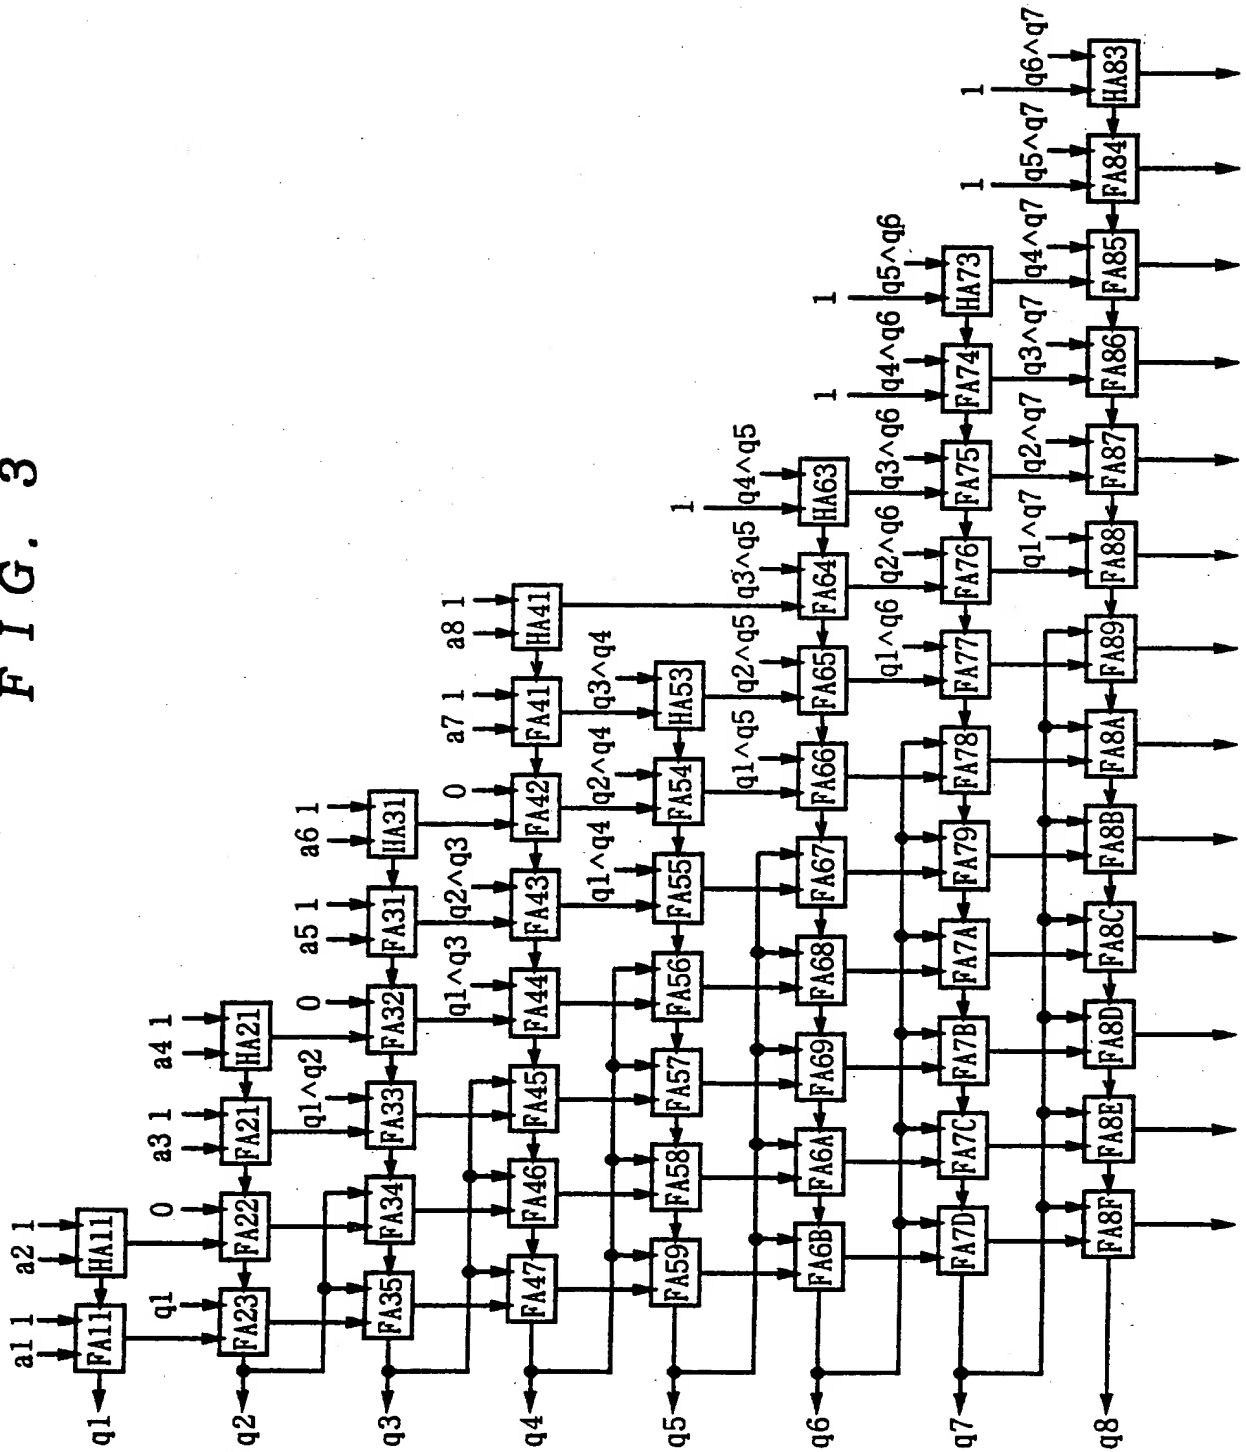 FIG. 3
a1 1 a2 1
q1 FA11 HA11
q1 0 a3 1 a4 1
q2 FA23 FA22 FA21 HA21
q1^q2 0 a5 1 a6 1
q3 FA35 FA34 FA33 FA32 FA31 HA31
q1^q3 q2^q3 0 a7 1 a8 1
q4 FA47 FA46 FA45 FA44 FA43 FA42 FA41 HA41
q1^q4 q2^q4 q3^q4
q5 FA59 FA58 FA57 FA56 FA55 FA54 HA53
1
q1^q5 q2^q5 q3^q5 q4^q5
q6 FA6B FA6A FA69 FA68 FA67 FA66 FA65 FA64 HA63
1 1
q1^q6 q2^q6 q3^q6 q4^q6 q5^q6
q7 FA7D FA7C FA7B FA7A FA79 FA78 FA77 FA76 FA75 FA74 HA73
1 1
q1^q7 q2^q7 q3^q7 q4^q7 q5^q7 q6^q7
q8 FA8F FA8E FA8D FA8C FA8B FA8A FA89 FA88 FA87 FA86 FA85 FA84 HA83